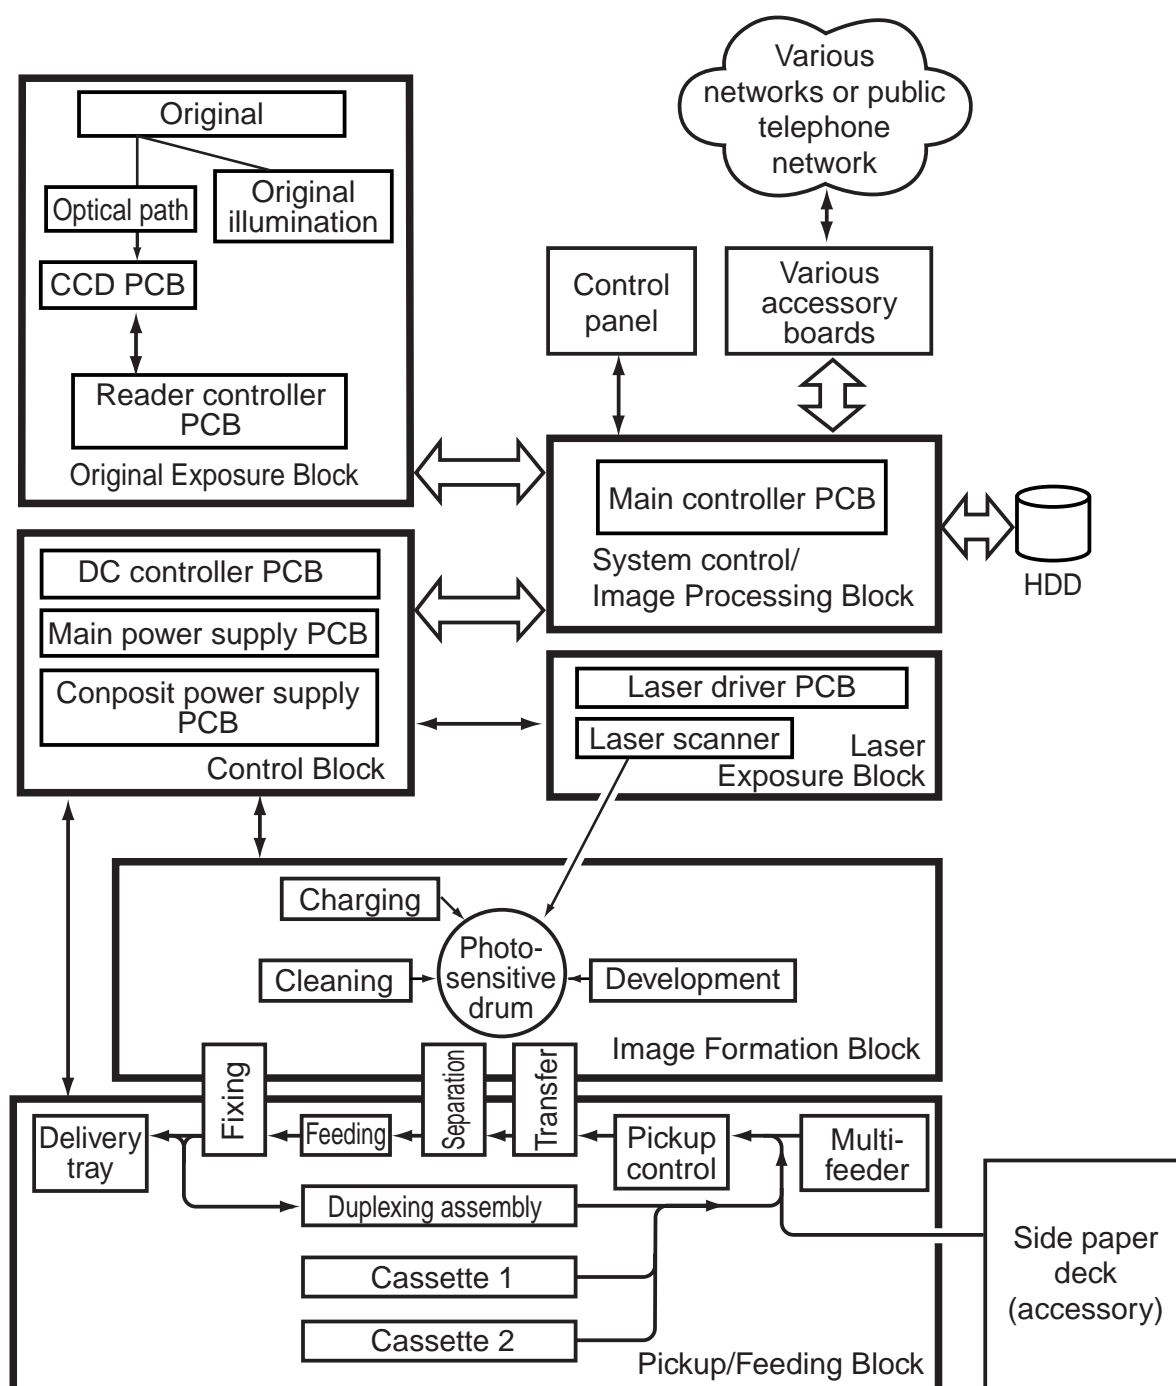 Various
networks or public
telephone
network
Original
Original
illumination
Optical path
CCD PCB
Reader controller
PCB
Original Exposure Block
Control
panel
Various
accessory
boards
Main controller PCB
System control/
Image Processing Block
HDD
DC controller PCB
Main power supply PCB
Conposit power supply
PCB
Control Block
Laser driver PCB
Laser scanner
Laser
Exposure Block
Charging
Cleaning
Photo-
sensitive
drum
Development
Image Formation Block
Fixing
Separation
Transfer
Delivery
tray
Feeding
Pickup
control
Multi-
feeder
Duplexing assembly
Cassette 1
Cassette 2
Pickup/Feeding Block
Side paper
deck
(accessory)